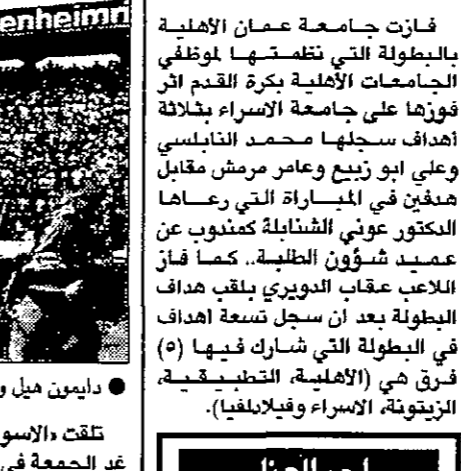 فازت جامعة عمان الأهلية
بالبطولة التي نظمتها لموظفي
الجامعات الأهلية بكرة القدم اثر
فوزها على جامعة الاسراء بثلاثة
أهداف سجلها محمد النابلسي
وعلي ابو زبيع وعامر مرمش مقابل
هدفين في المباراة التي رعاها
الدكتور عوني الشنابلة كمندوب عن
عميد شؤون الطلبة.. كما فاز
اللاعب عقاب الدويري بلقب هداف
البطولة بعد ان سجل تسعة اهداف
في البطولة التي شارك فيها (٥)
فرق هي (الأهلية، التطبيقية،
الزيتونة، الاسراء وفيلادلفيا).
enheim
● دايمون هيل و
تلقت «الاسو
غد الجمعة في